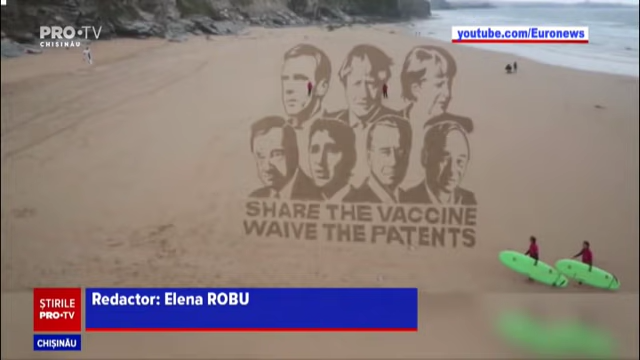 PRO•TV
CHIȘINĂU
youtube.com/Euronews
SHARE THE VACCINE
WAIVE THE PATENTS
ȘTIRILE
PRO•TV
CHIȘINĂU
Redactor: Elena ROBU